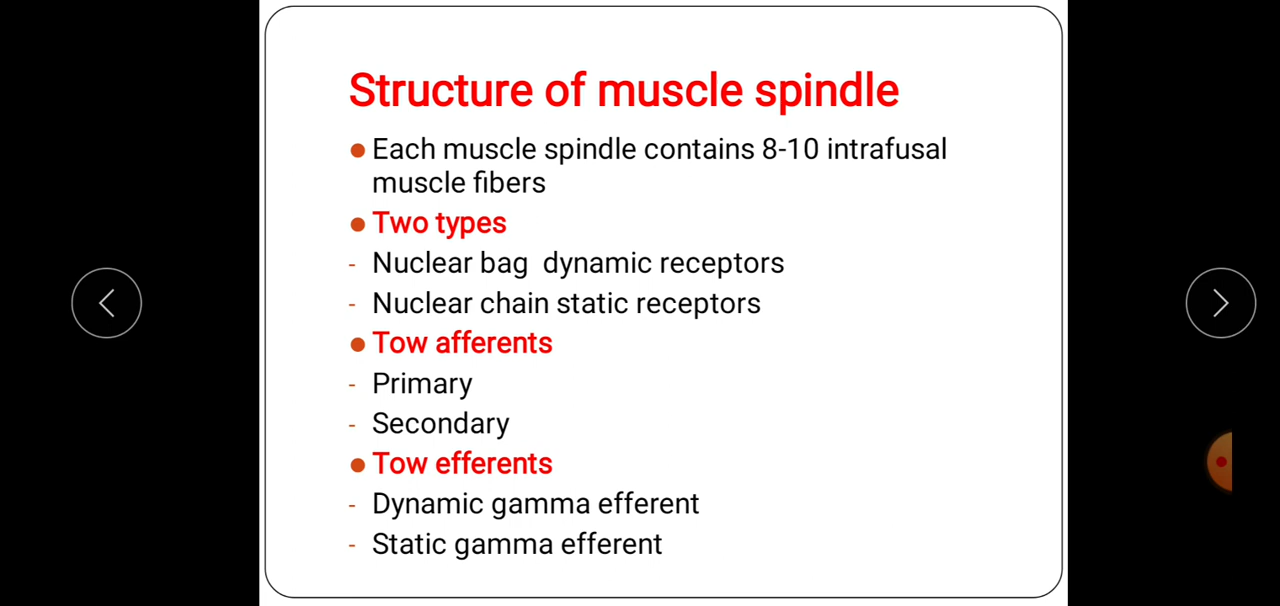 Structure of muscle spindle
● Each muscle spindle contains 8-10 intrafusal
muscle fibers
● Two types
- Nuclear bag  dynamic receptors
- Nuclear chain static receptors
● Tow afferents
- Primary
- Secondary
● Tow efferents
- Dynamic gamma efferent
- Static gamma efferent